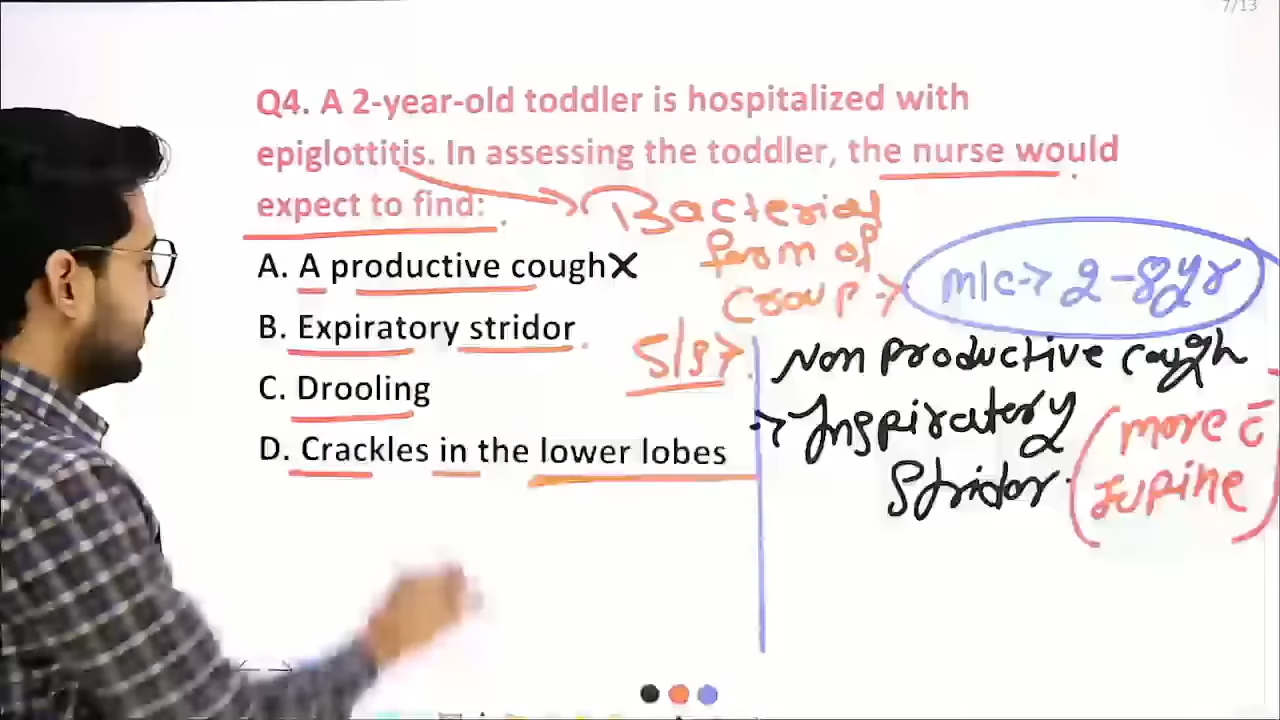 7/13
Q4. A 2-year-old toddler is hospitalized with
epiglottitis. In assessing the toddler, the nurse would
expect to find:
Bacterial
form of
croup →
m/c → 2-8yr
A. A productive cough X
B. Expiratory stridor
C. Drooling
D. Crackles in the lower lobes
S/S →
Non Productive Cough
→ Inspiratory
Stridor
(more c̄
supine)